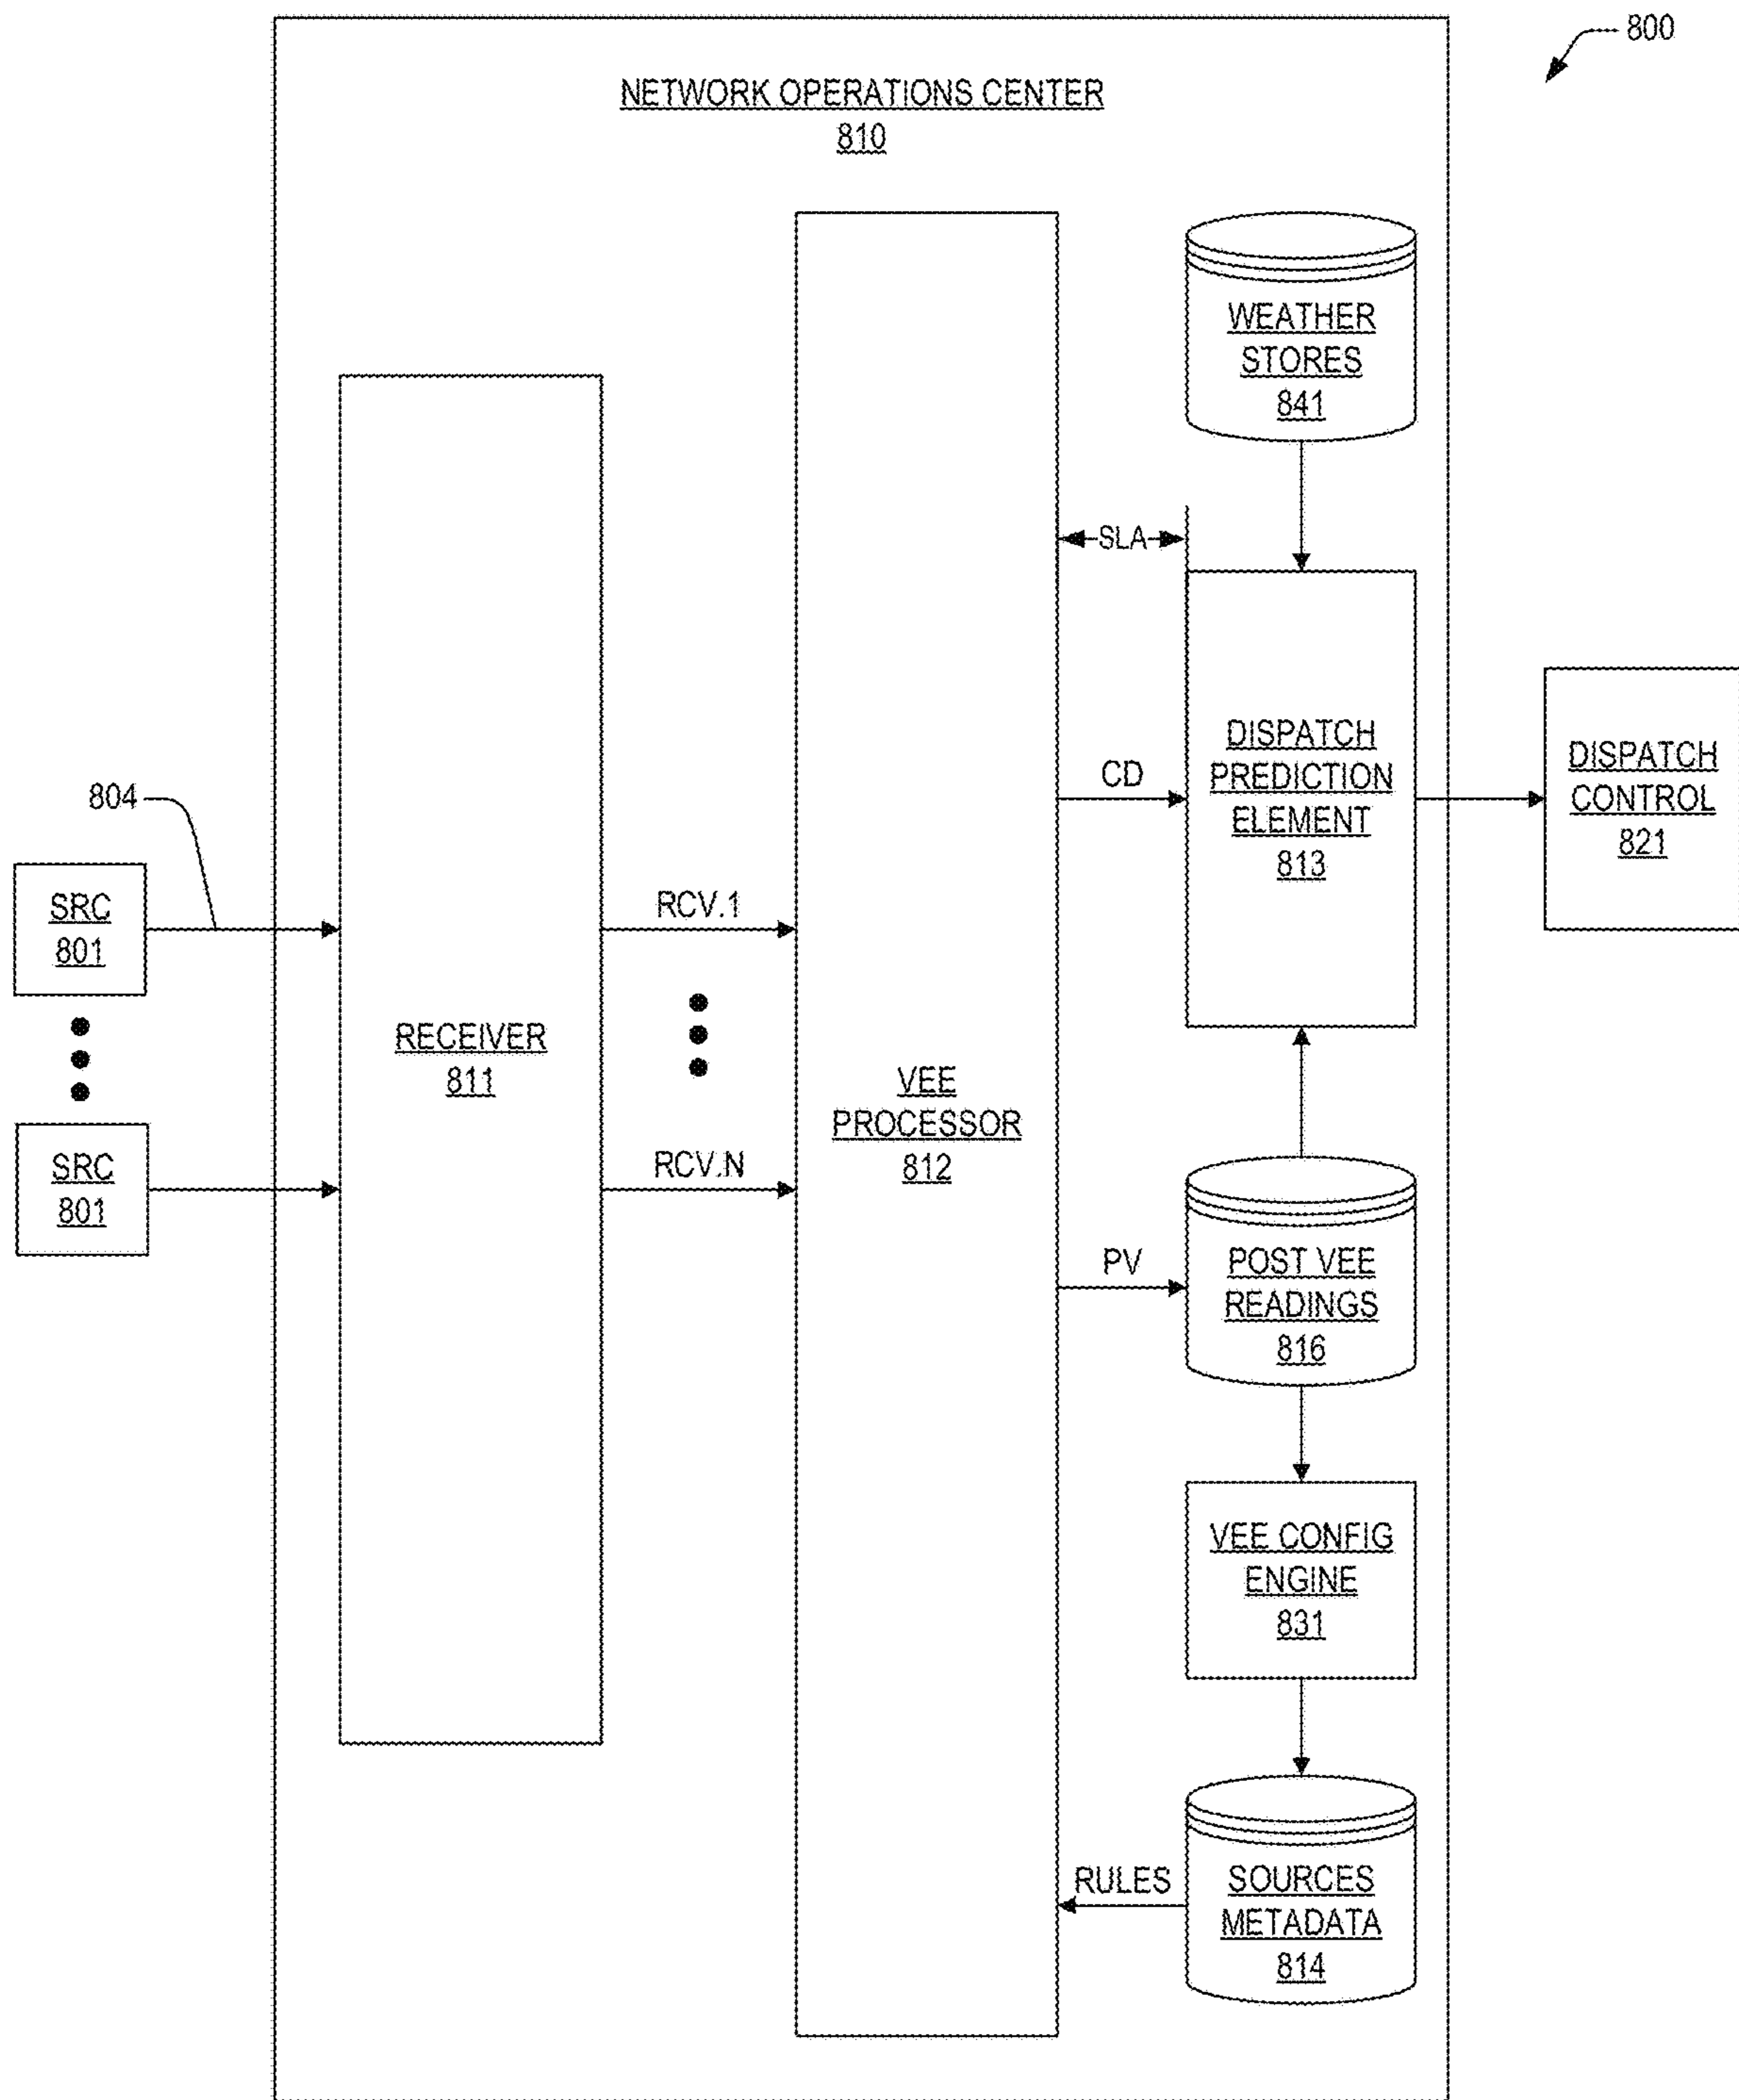 800
NETWORK OPERATIONS CENTER
810
WEATHER
STORES
841
SLA
DISPATCH
PREDICTION
ELEMENT
813
CD
DISPATCH
CONTROL
821
804
SRC
801
RCV.1
RECEIVER
811
VEE
PROCESSOR
812
SRC
801
RCV.N
PV
POST VEE
READINGS
816
VEE CONFIG
ENGINE
831
RULES
SOURCES
METADATA
814